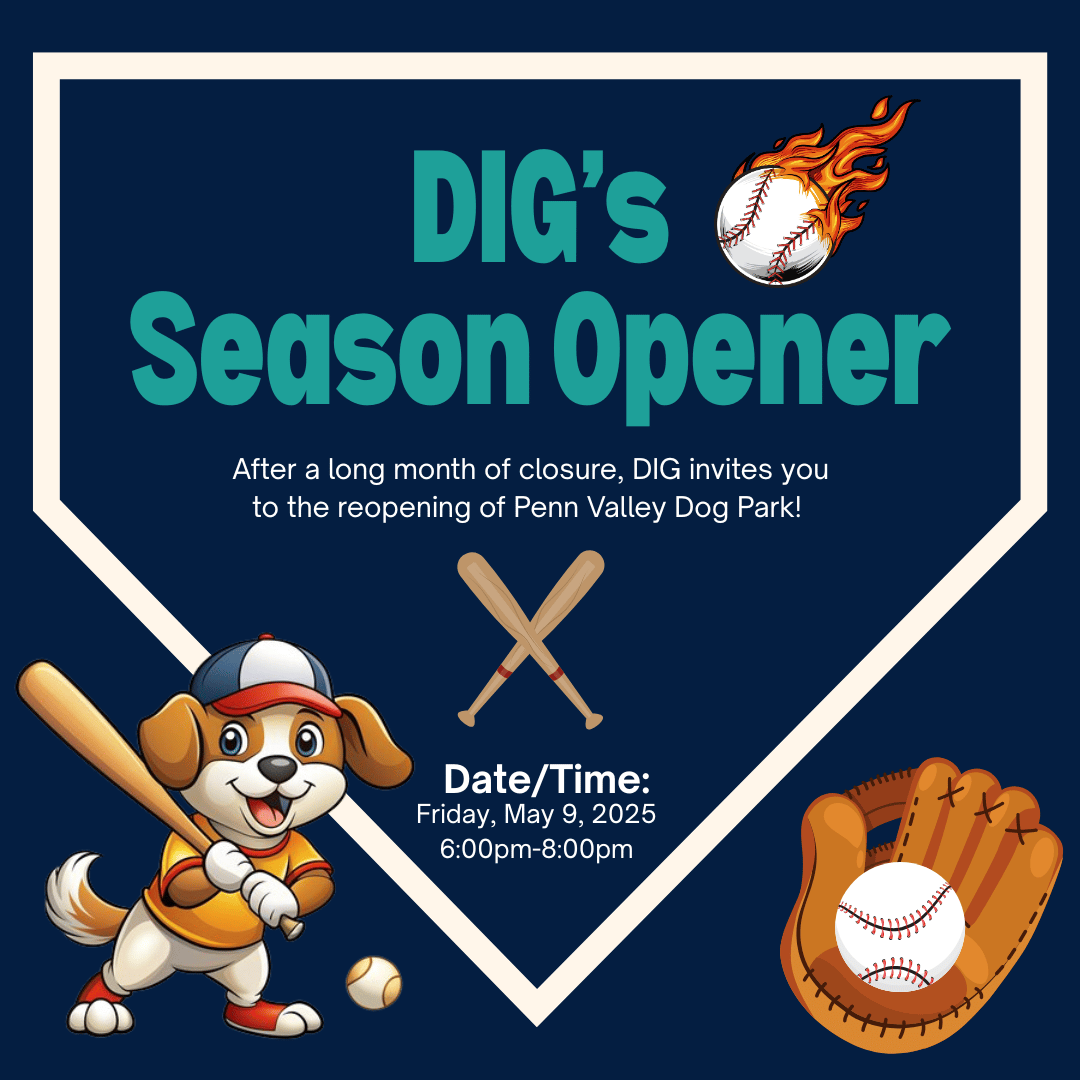 DIG’s
Season Opener
After a long month of closure, DIG invites you
to the reopening of Penn Valley Dog Park!
Date/Time:
Friday, May 9, 2025
6:00pm-8:00pm